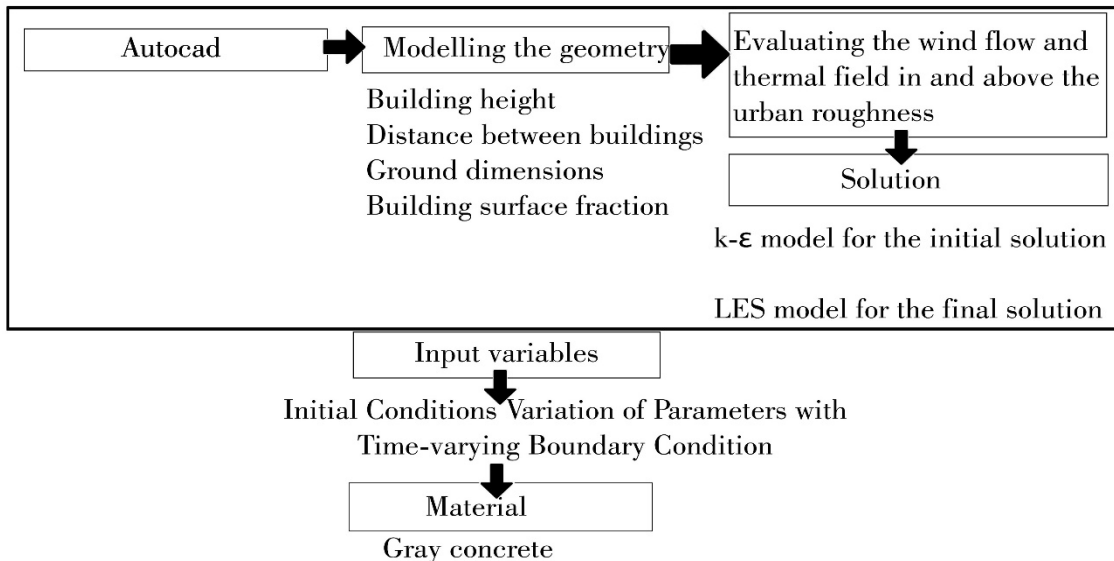 Autocad
Modelling the geometry
Building height
Distance between buildings
Ground dimensions
Building surface fraction
Evaluating the wind flow and
thermal field in and above the
urban roughness
Solution
k-ε model for the initial solution
LES model for the final solution
Input variables
Initial Conditions Variation of Parameters with
Time-varying Boundary Condition
Material
Gray concrete